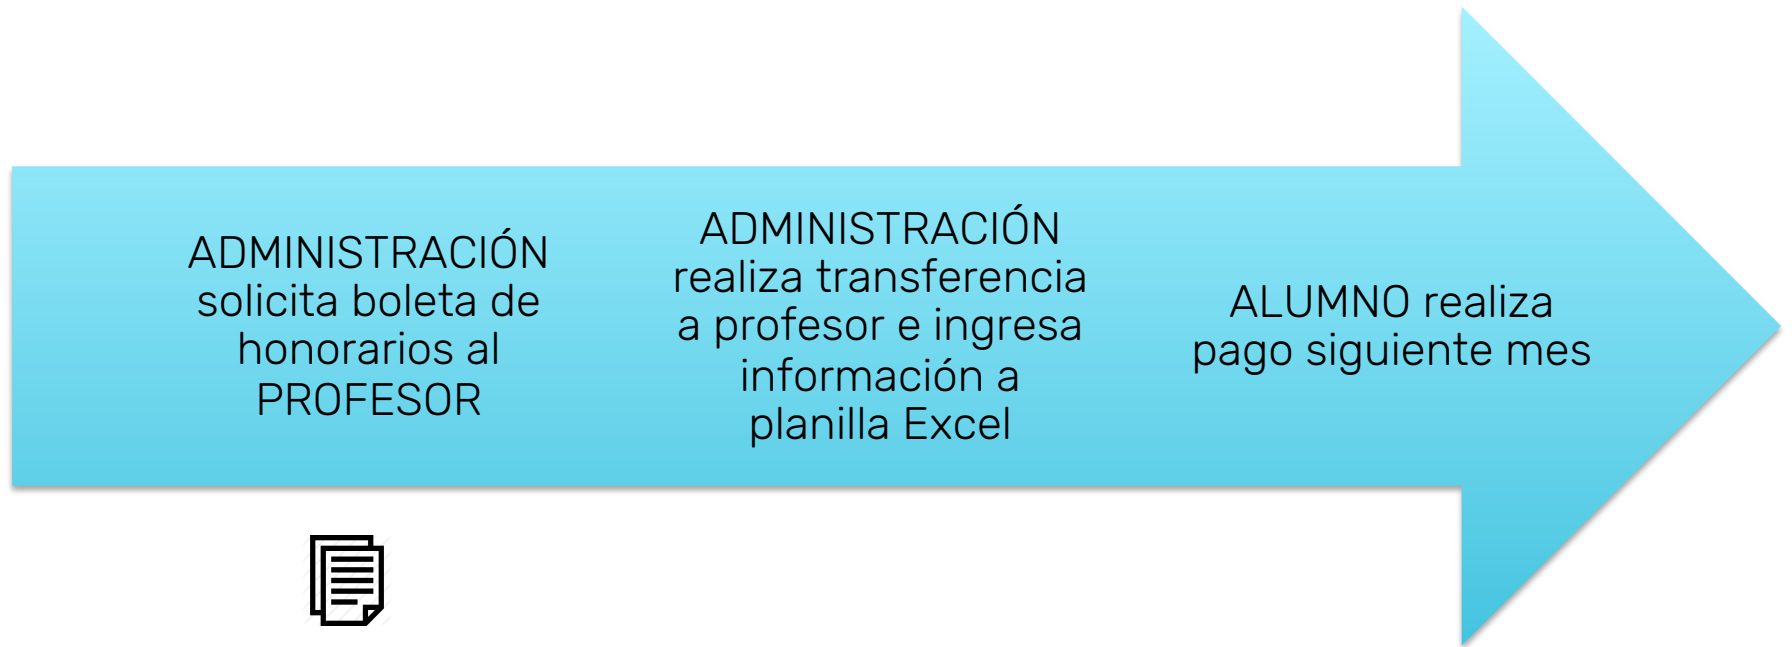 ADMINISTRACIÓN
solicita boleta de
honorarios al
PROFESOR
ADMINISTRACIÓN
realiza transferencia
a profesor e ingresa
información a
planilla Excel
ALUMNO realiza
pago siguiente mes